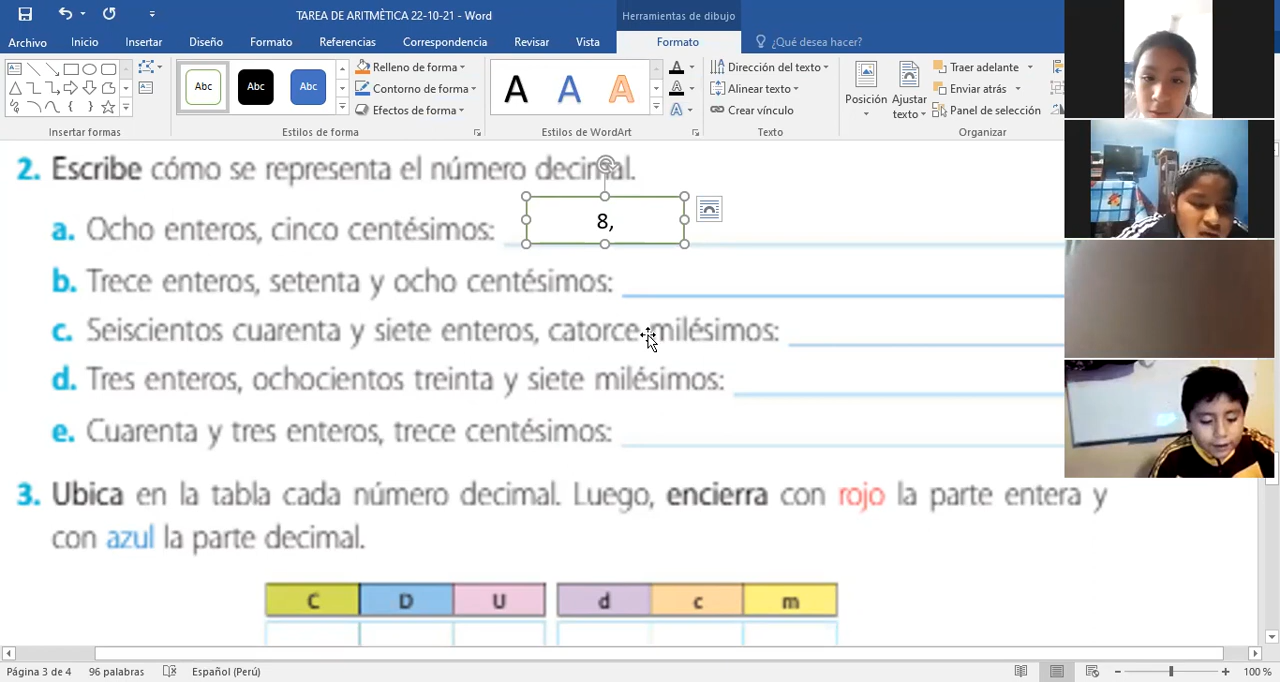 TAREA DE ARITMÈTICA 22-10-21 - Word
Herramientas de dibujo
Archivo Inicio Insertar Diseño Formato Referencias Correspondencia Revisar Vista Formato ¿Qué desea hacer?
Abc Abc Abc
Relleno de forma
Contorno de forma
Efectos de forma
A A A
Dirección del texto
Alinear texto
Crear vínculo
Posición
Ajustar texto
Traer adelante
Enviar atrás
Panel de selección
Insertar formas Estilos de forma Estilos de WordArt Texto Organizar
2. Escribe cómo se representa el número decimal.
a. Ocho enteros, cinco centésimos: 8,
b. Trece enteros, setenta y ocho centésimos:
c. Seiscientos cuarenta y siete enteros, catorce milésimos:
d. Tres enteros, ochocientos treinta y siete milésimos:
e. Cuarenta y tres enteros, trece centésimos:
3. Ubica en la tabla cada número decimal. Luego, encierra con rojo la parte entera y
con azul la parte decimal.
C D U d c m
Página 3 de 4 96 palabras Español (Perú) 100 %